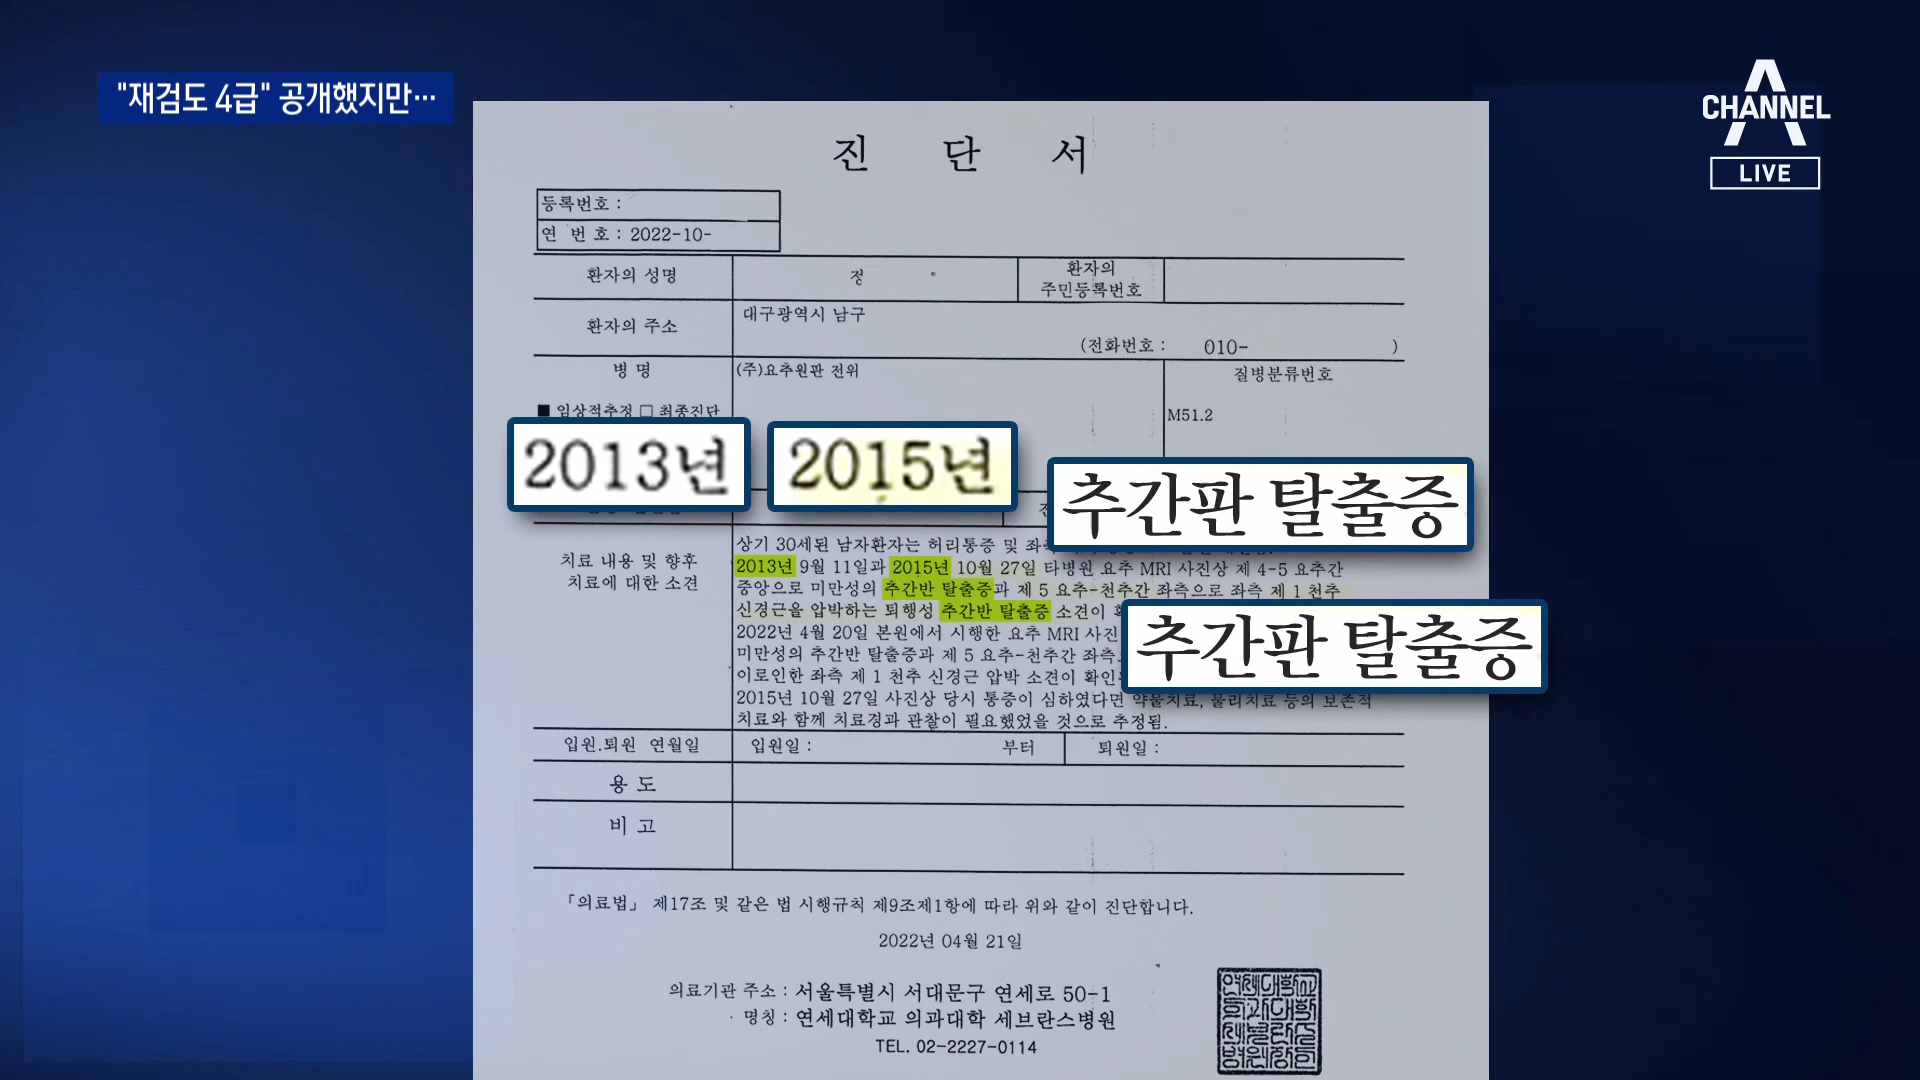 "재검도 4급" 공개했지만…
CHANNEL A
LIVE
진 단 서
등록번호 :
연 번 호 : 2022-10-
환자의 성명 정 환자의 주민등록번호
환자의 주소 대구광역시 남구
(전화번호 : 010- )
병 명 (주)요추원판 전위 질병분류번호
■ 임상적추정 □ 최종진단 M51.2
2013년 2015년
추간판 탈출증
치료 내용 및 향후 치료에 대한 소견
상기 30세된 남자환자는 허리통증 및 좌측
2013년 9월 11일과 2015년 10월 27일 타병원 요추 MRI 사진상 제 4-5 요추간
중앙으로 미만성의 추간반 탈출증과 제 5 요추-천추간 좌측으로 좌측 제 1 천추
신경근을 압박하는 퇴행성 추간반 탈출증 소견이
추간판 탈출증
2022년 4월 20일 본원에서 시행한 요추 MRI 사진
미만성의 추간반 탈출증과 제 5 요추-천추간 좌측
이로인한 좌측 제 1 천추 신경근 압박 소견이 확인
2015년 10월 27일 사진상 당시 통증이 심하였다면 약물치료, 물리치료 등의 보존적
치료와 함께 치료경과 관찰이 필요했었을 것으로 추정됨.
입원.퇴원 연월일 입원일 : 부터 퇴원일 :
용 도
비 고
「의료법」 제17조 및 같은 법 시행규칙 제9조제1항에 따라 위와 같이 진단합니다.
2022년 04월 21일
의료기관 주소 : 서울특별시 서대문구 연세로 50-1
명칭 : 연세대학교 의과대학 세브란스병원
TEL. 02-2227-0114